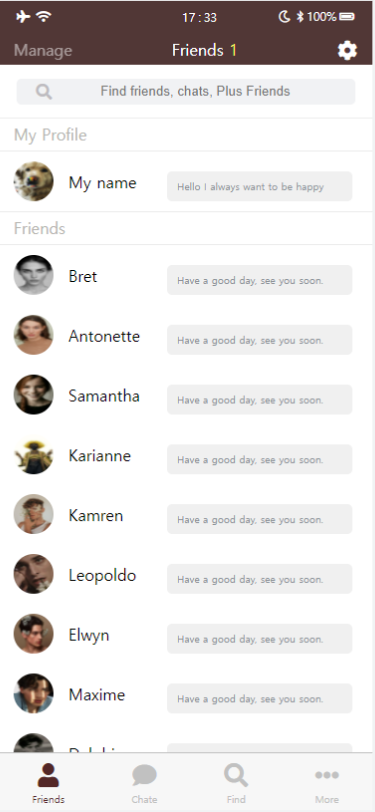 17 : 33 100%
Manage Friends 1
Find friends, chats, Plus Friends
My Profile
My name Hello I always want to be happy
Friends
Bret Have a good day, see you soon.
Antonette Have a good day, see you soon.
Samantha Have a good day, see you soon.
Karianne Have a good day, see you soon.
Kamren Have a good day, see you soon.
Leopoldo Have a good day, see you soon.
Elwyn Have a good day, see you soon.
Maxime Have a good day, see you soon.
Friends Chate Find More